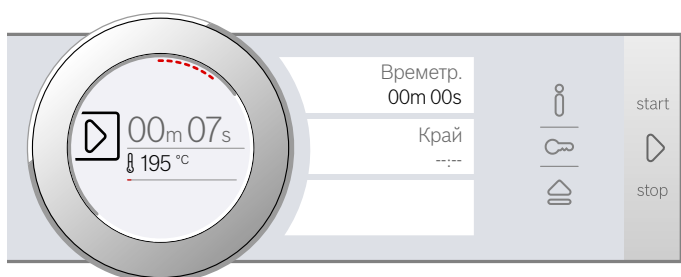 00m 07s
195 °C
Времетр.
00m 00s
Край
--:--
start
stop